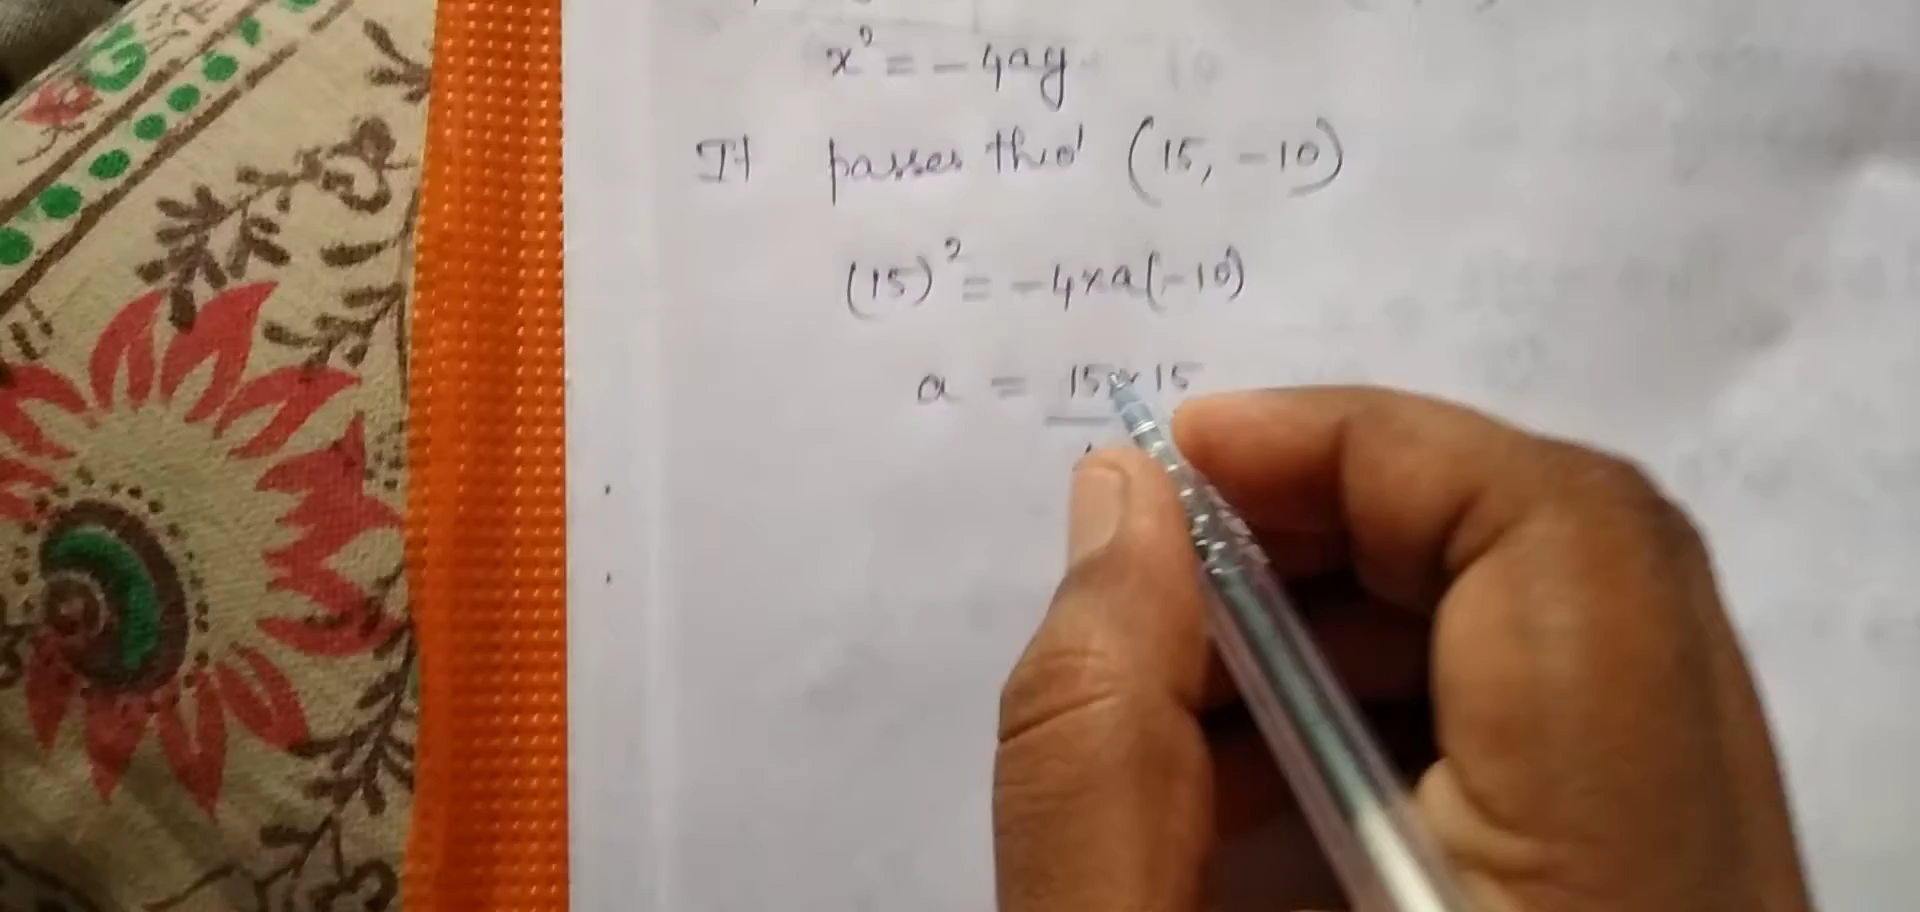 x² = -4ay
It passes thro' (15, -10)
(15)² = -4×a(-10)
a = 15×15